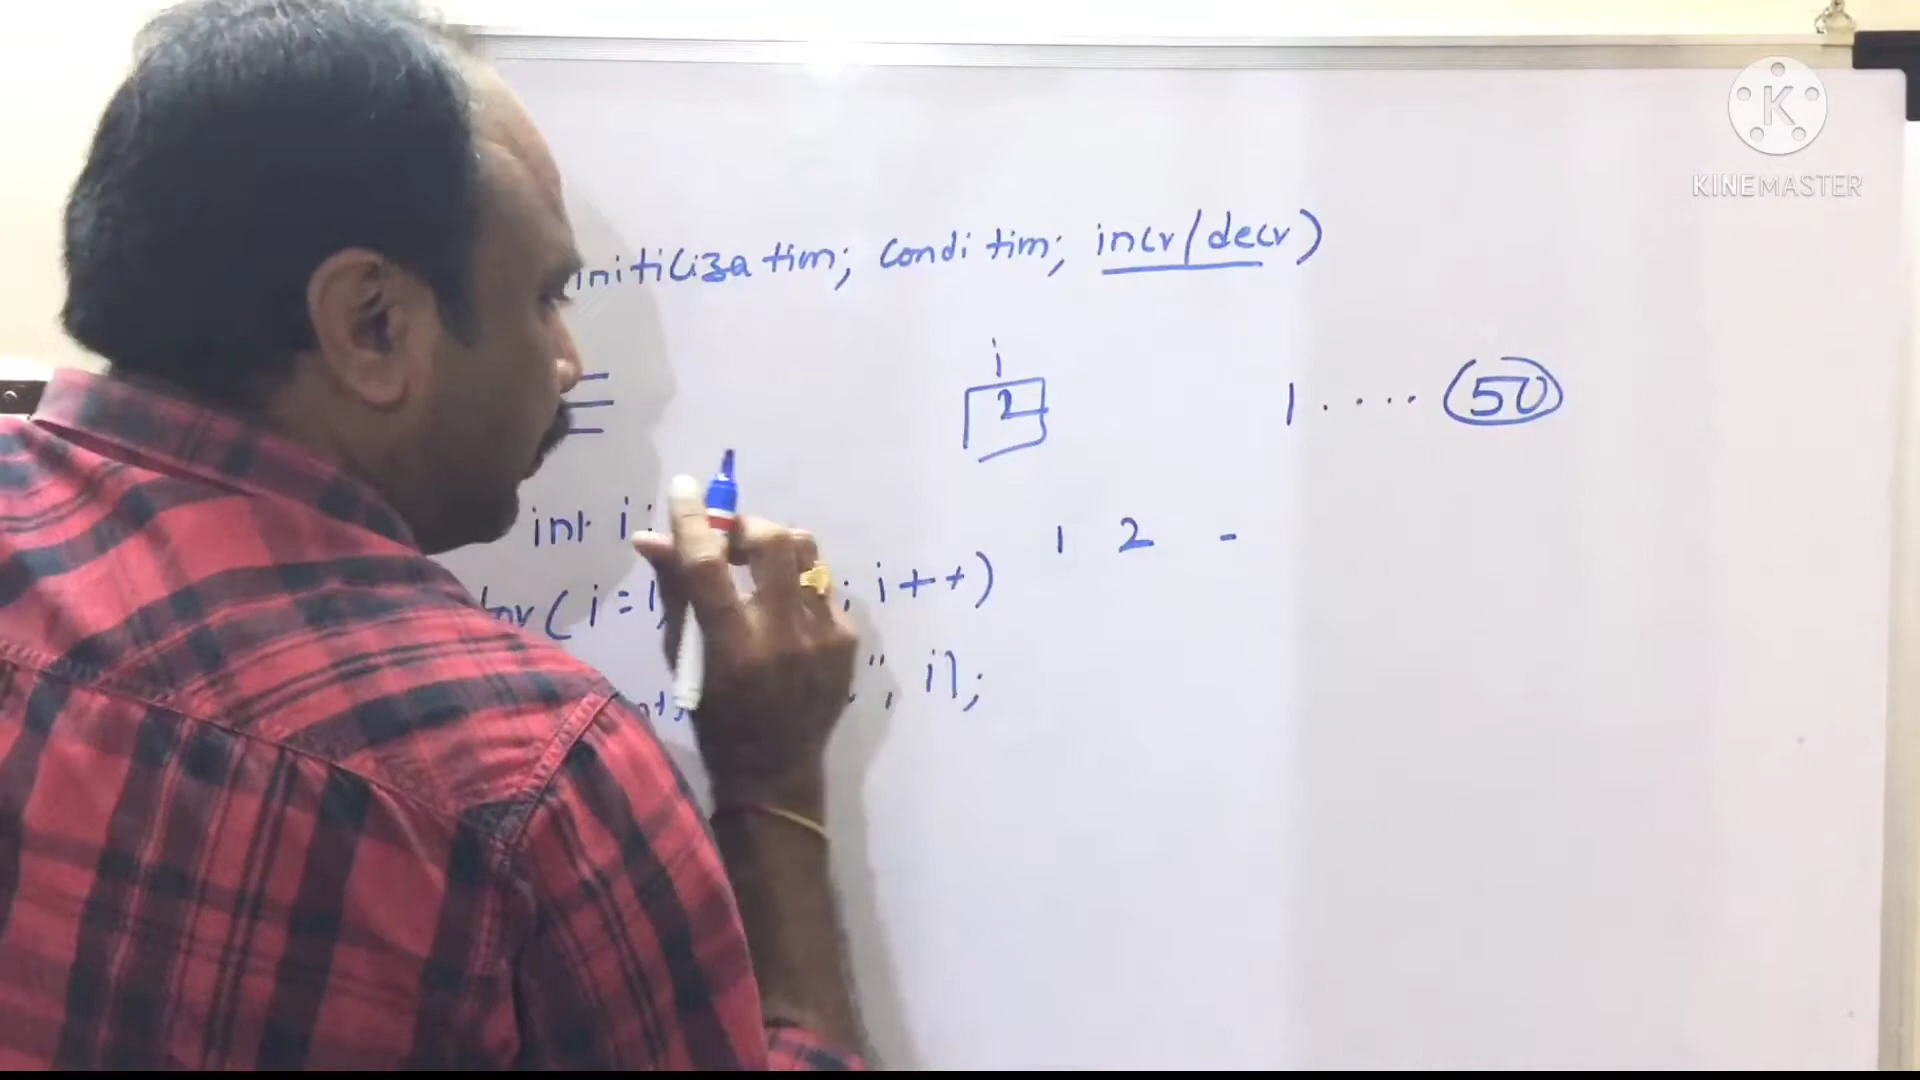 KINEMASTER
initilization; condition; incr/decr)
i
2
1 .... 50
int i;
1 2 -
for(i=1; ; i++)
", i);